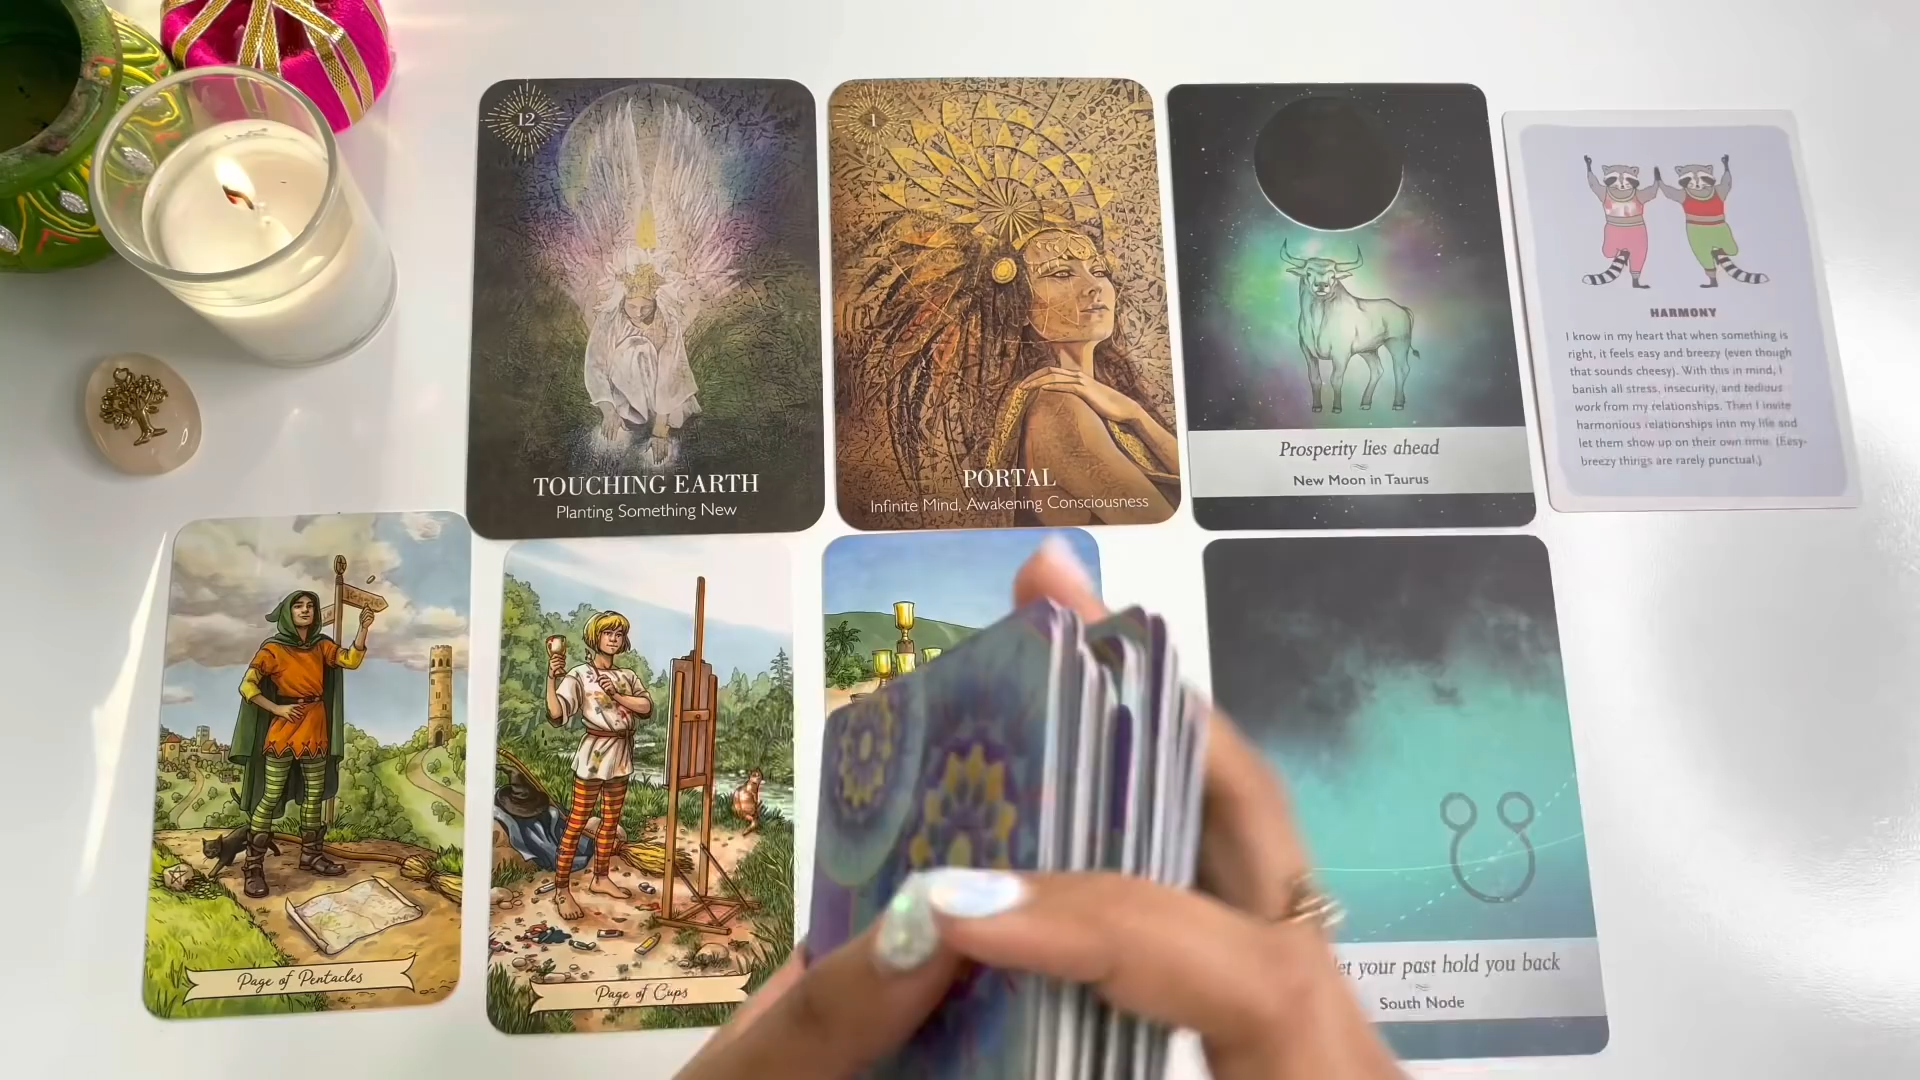 12
TOUCHING EARTH
Planting Something New
1
PORTAL
Infinite Mind, Awakening Consciousness
Prosperity lies ahead
New Moon in Taurus
HARMONY
I know in my heart that when something is
right, it feels easy and breezy (even though
that sounds cheesy). With this in mind, I
banish all stress, insecurity, and tedious
work from my relationships. Then I invite
harmonious relationships into my life and
let them show up on their own time. (Easy-
breezy things are rarely punctual.)
Page of Pentacles
Page of Cups
let your past hold you back
South Node